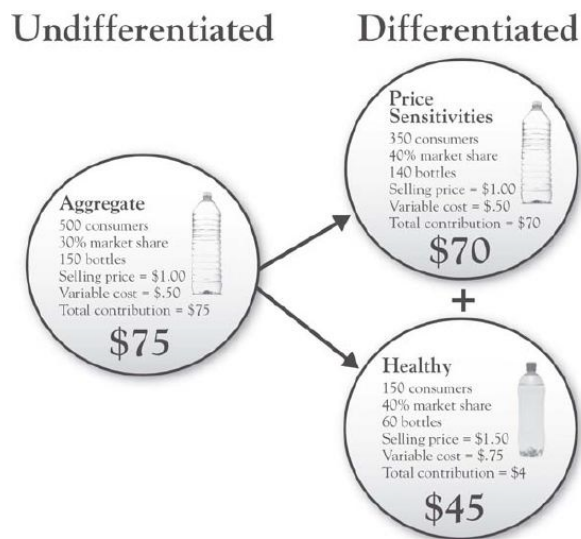 Undifferentiated
Differentiated
Aggregate
500 consumers
30% market share
150 bottles
Selling price = $1.00
Variable cost = $.50
Total contribution = $75
$75
Price
Sensitivities
350 consumers
40% market share
140 bottles
Selling price = $1.00
Variable cost = $.50
Total contribution = $70
$70
+
Healthy
150 consumers
40% market share
60 bottles
Selling price = $1.50
Variable cost = $.75
Total contribution = $4
$45